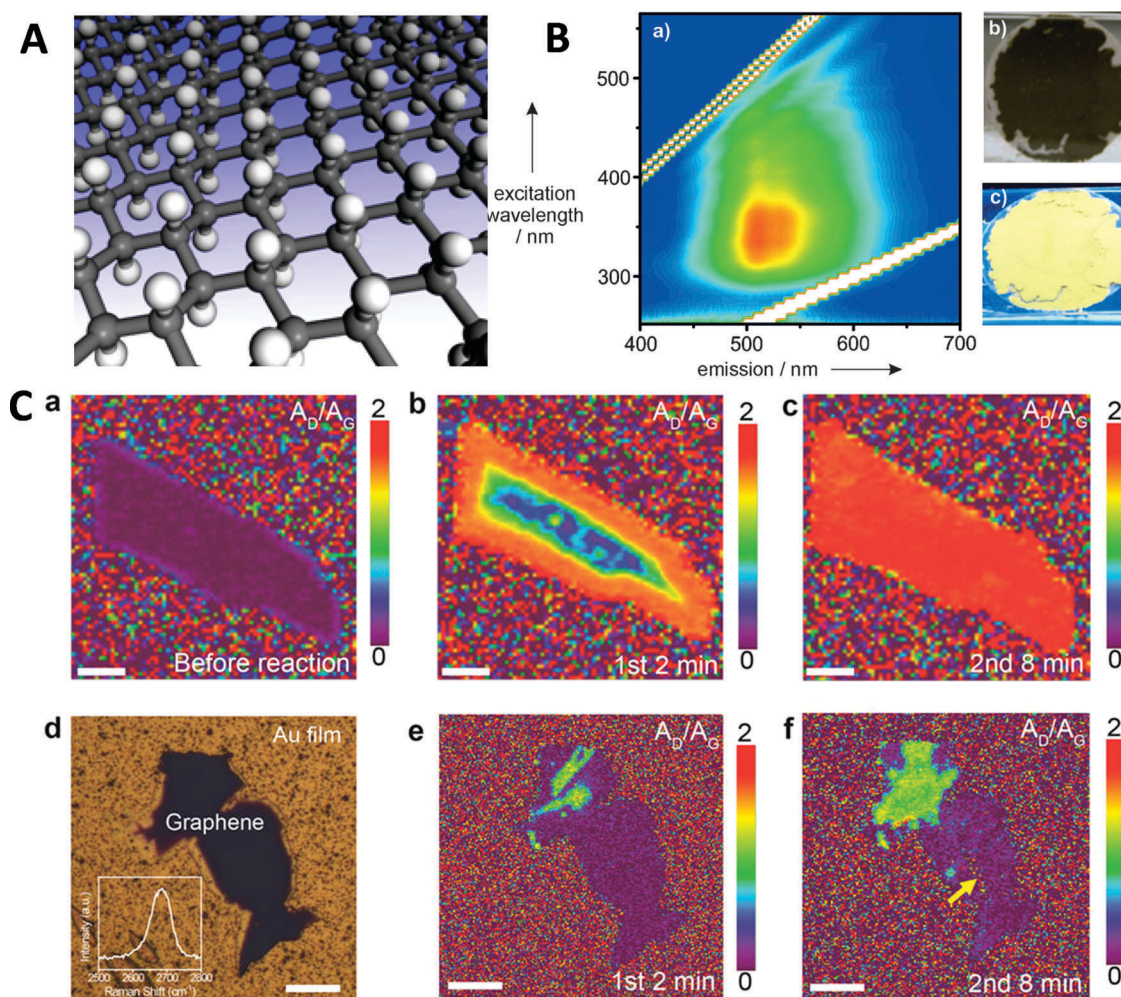 A
B
a)
500
400
300
400
500
600
700
excitation
wavelength
/ nm
emission / nm
b)
c)
C
a
A_D/A_G
2
0
Before reaction
b
A_D/A_G
2
0
1st 2 min
c
A_D/A_G
2
0
2nd 8 min
d
Au film
Graphene
Intensity (a.u.)
2500 2600 2700 2800
Raman Shift (cm⁻¹)
e
A_D/A_G
2
0
1st 2 min
f
A_D/A_G
2
0
2nd 8 min